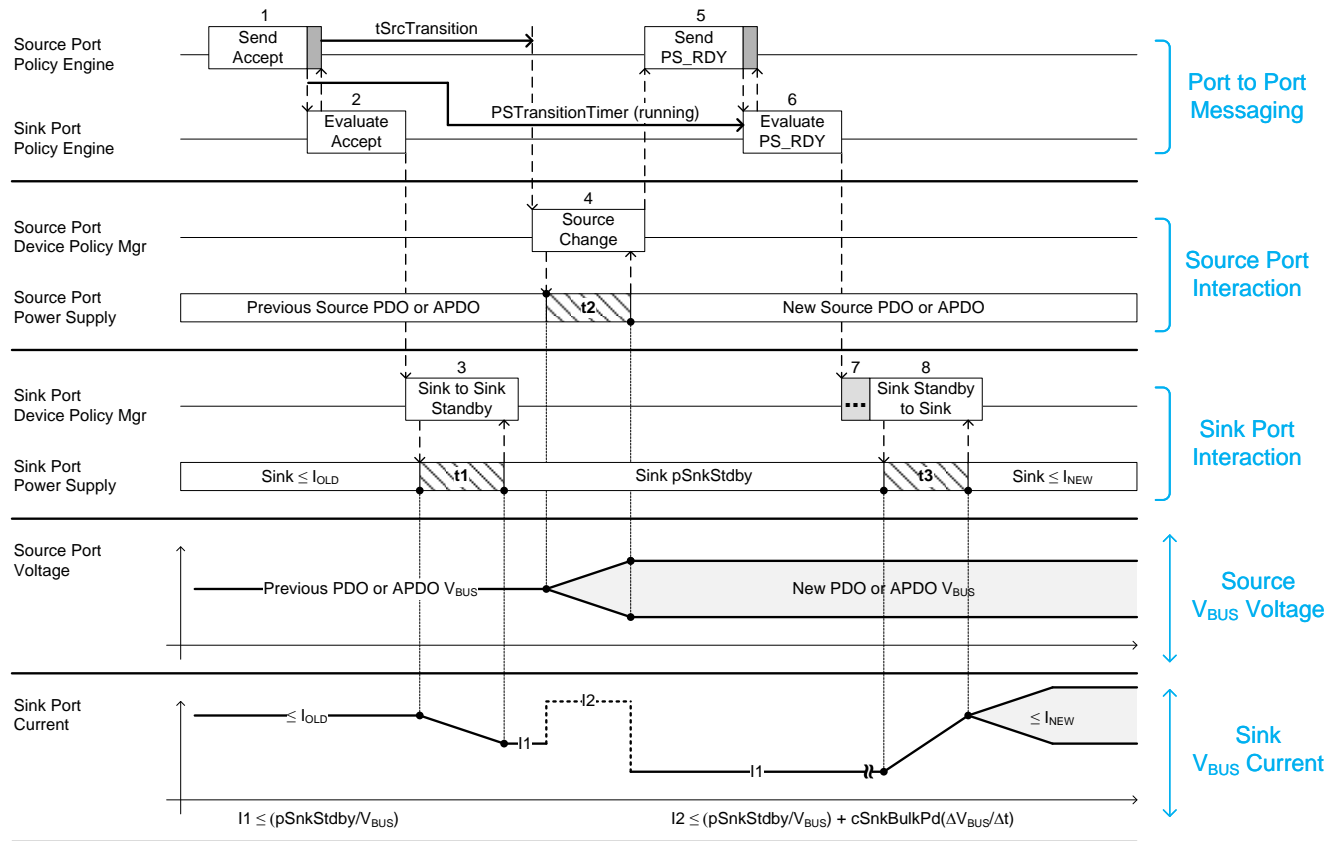 1
Send
Accept
tSrcTransition
5
Send
PS_RDY
Source Port
Policy Engine
Port to Port
Messaging
2
Evaluate
Accept
PSTransitionTimer (running)
6
Evaluate
PS_RDY
Sink Port
Policy Engine
4
Source
Change
Source Port
Device Policy Mgr
Source Port
Interaction
Source Port
Power Supply
Previous Source PDO or APDO
t2
New Source PDO or APDO
3
Sink to Sink
Standby
7
...
8
Sink Standby
to Sink
Sink Port
Device Policy Mgr
Sink Port
Interaction
Sink Port
Power Supply
Sink ≤ IOLD
t1
Sink pSnkStdby
t3
Sink ≤ INEW
Source Port
Voltage
Previous PDO or APDO VBUS
New PDO or APDO VBUS
Source
VBUS Voltage
Sink Port
Current
≤ IOLD
I1
I2
I1
≤ INEW
Sink
VBUS Current
I1 ≤ (pSnkStdby/VBUS)
I2 ≤ (pSnkStdby/VBUS) + cSnkBulkPd(ΔVBUS/Δt)